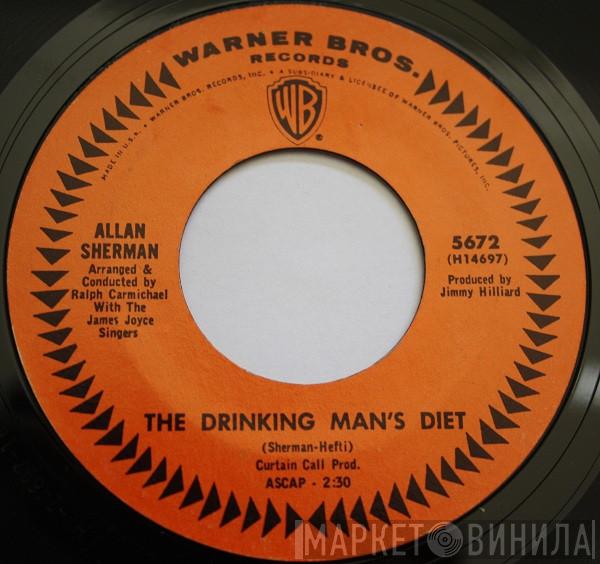 WARNER BROS.
RECORDS
MADE IN U.S.A. • WARNER BROS. RECORDS, INC. • A SUBSIDIARY & LICENSEE OF WARNER BROS. PICTURES, INC.
WB
®
ALLAN
SHERMAN
Arranged &
Conducted by
Ralph Carmichael
With The
James Joyce
Singers
5672
(H14697)
Produced by
Jimmy Hilliard
THE DRINKING MAN'S DIET
(Sherman-Hefti)
Curtain Call Prod.
ASCAP - 2:30
МАРКЕТ ВИНИЛА